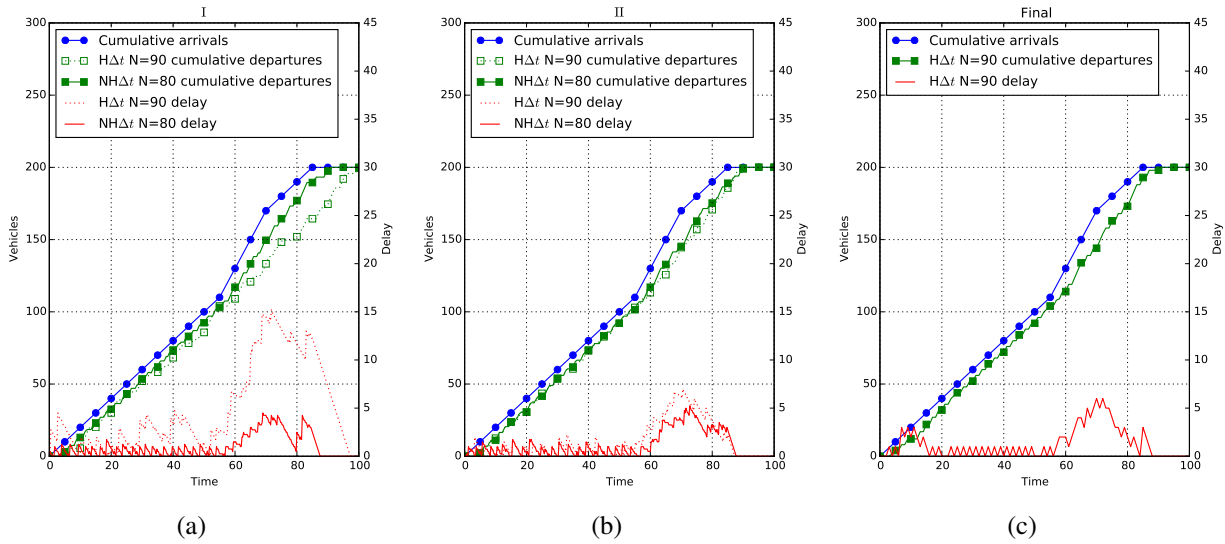 I
Cumulative arrivals
HΔt N=90 cumulative departures
NHΔt N=80 cumulative departures
HΔt N=90 delay
NHΔt N=80 delay
300
250
200
150
100
50
0
45
40
35
30
25
20
15
10
5
0
0 20 40 60 80 100
Vehicles
Delay
Time
(a)
II
Cumulative arrivals
HΔt N=90 cumulative departures
NHΔt N=80 cumulative departures
HΔt N=90 delay
NHΔt N=80 delay
300
250
200
150
100
50
0
45
40
35
30
25
20
15
10
5
0
0 20 40 60 80 100
Vehicles
Delay
Time
(b)
Final
Cumulative arrivals
HΔt N=90 cumulative departures
HΔt N=90 delay
300
250
200
150
100
50
0
45
40
35
30
25
20
15
10
5
0
0 20 40 60 80 100
Vehicles
Delay
Time
(c)